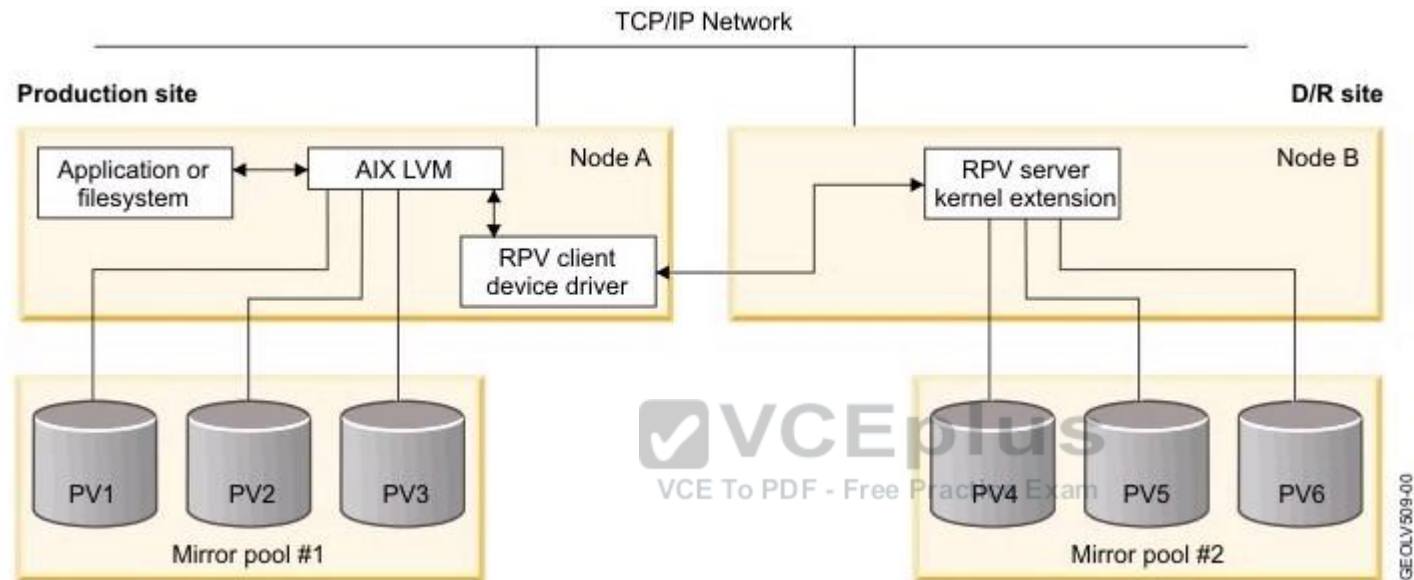 TCP/IP Network
Production site
D/R site
Application or
filesystem
AIX LVM
Node A
RPV client
device driver
RPV server
kernel extension
Node B
PV1
PV2
PV3
Mirror pool #1
VCEplus
VCE To PDF - Free Practice Exam
PV4
PV5
PV6
Mirror pool #2
GEOLV509-00